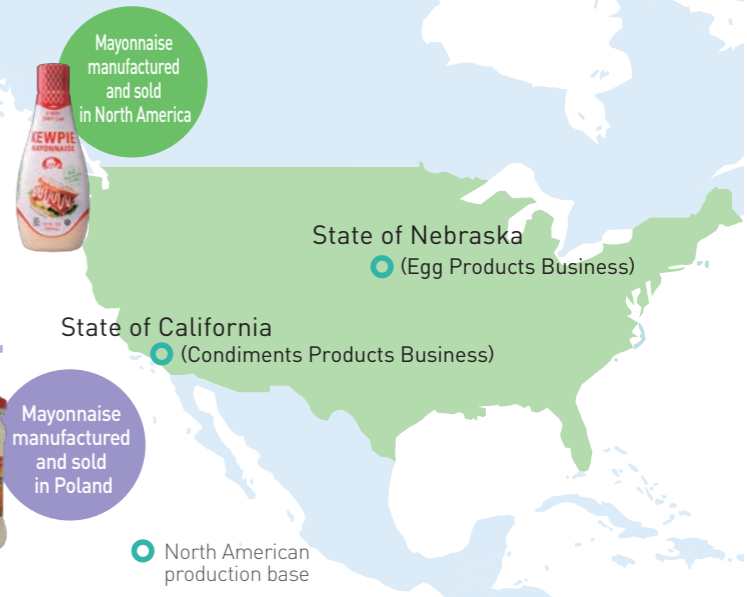 Mayonnaise
manufactured
and sold
in North America
KEWPIE
MAYONNAISE
State of Nebraska
(Egg Products Business)
State of California
(Condiments Products Business)
Mayonnaise
manufactured
and sold
in Poland
North American
production base